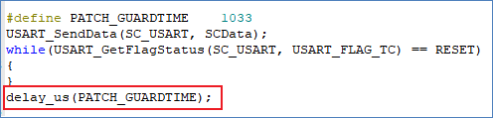 #define PATCH_GUARDTIME    1033
USART_SendData(SC_USART, SCData);
while(USART_GetFlagStatus(SC_USART, USART_FLAG_TC) == RESET)
{
}
delay_us(PATCH_GUARDTIME);